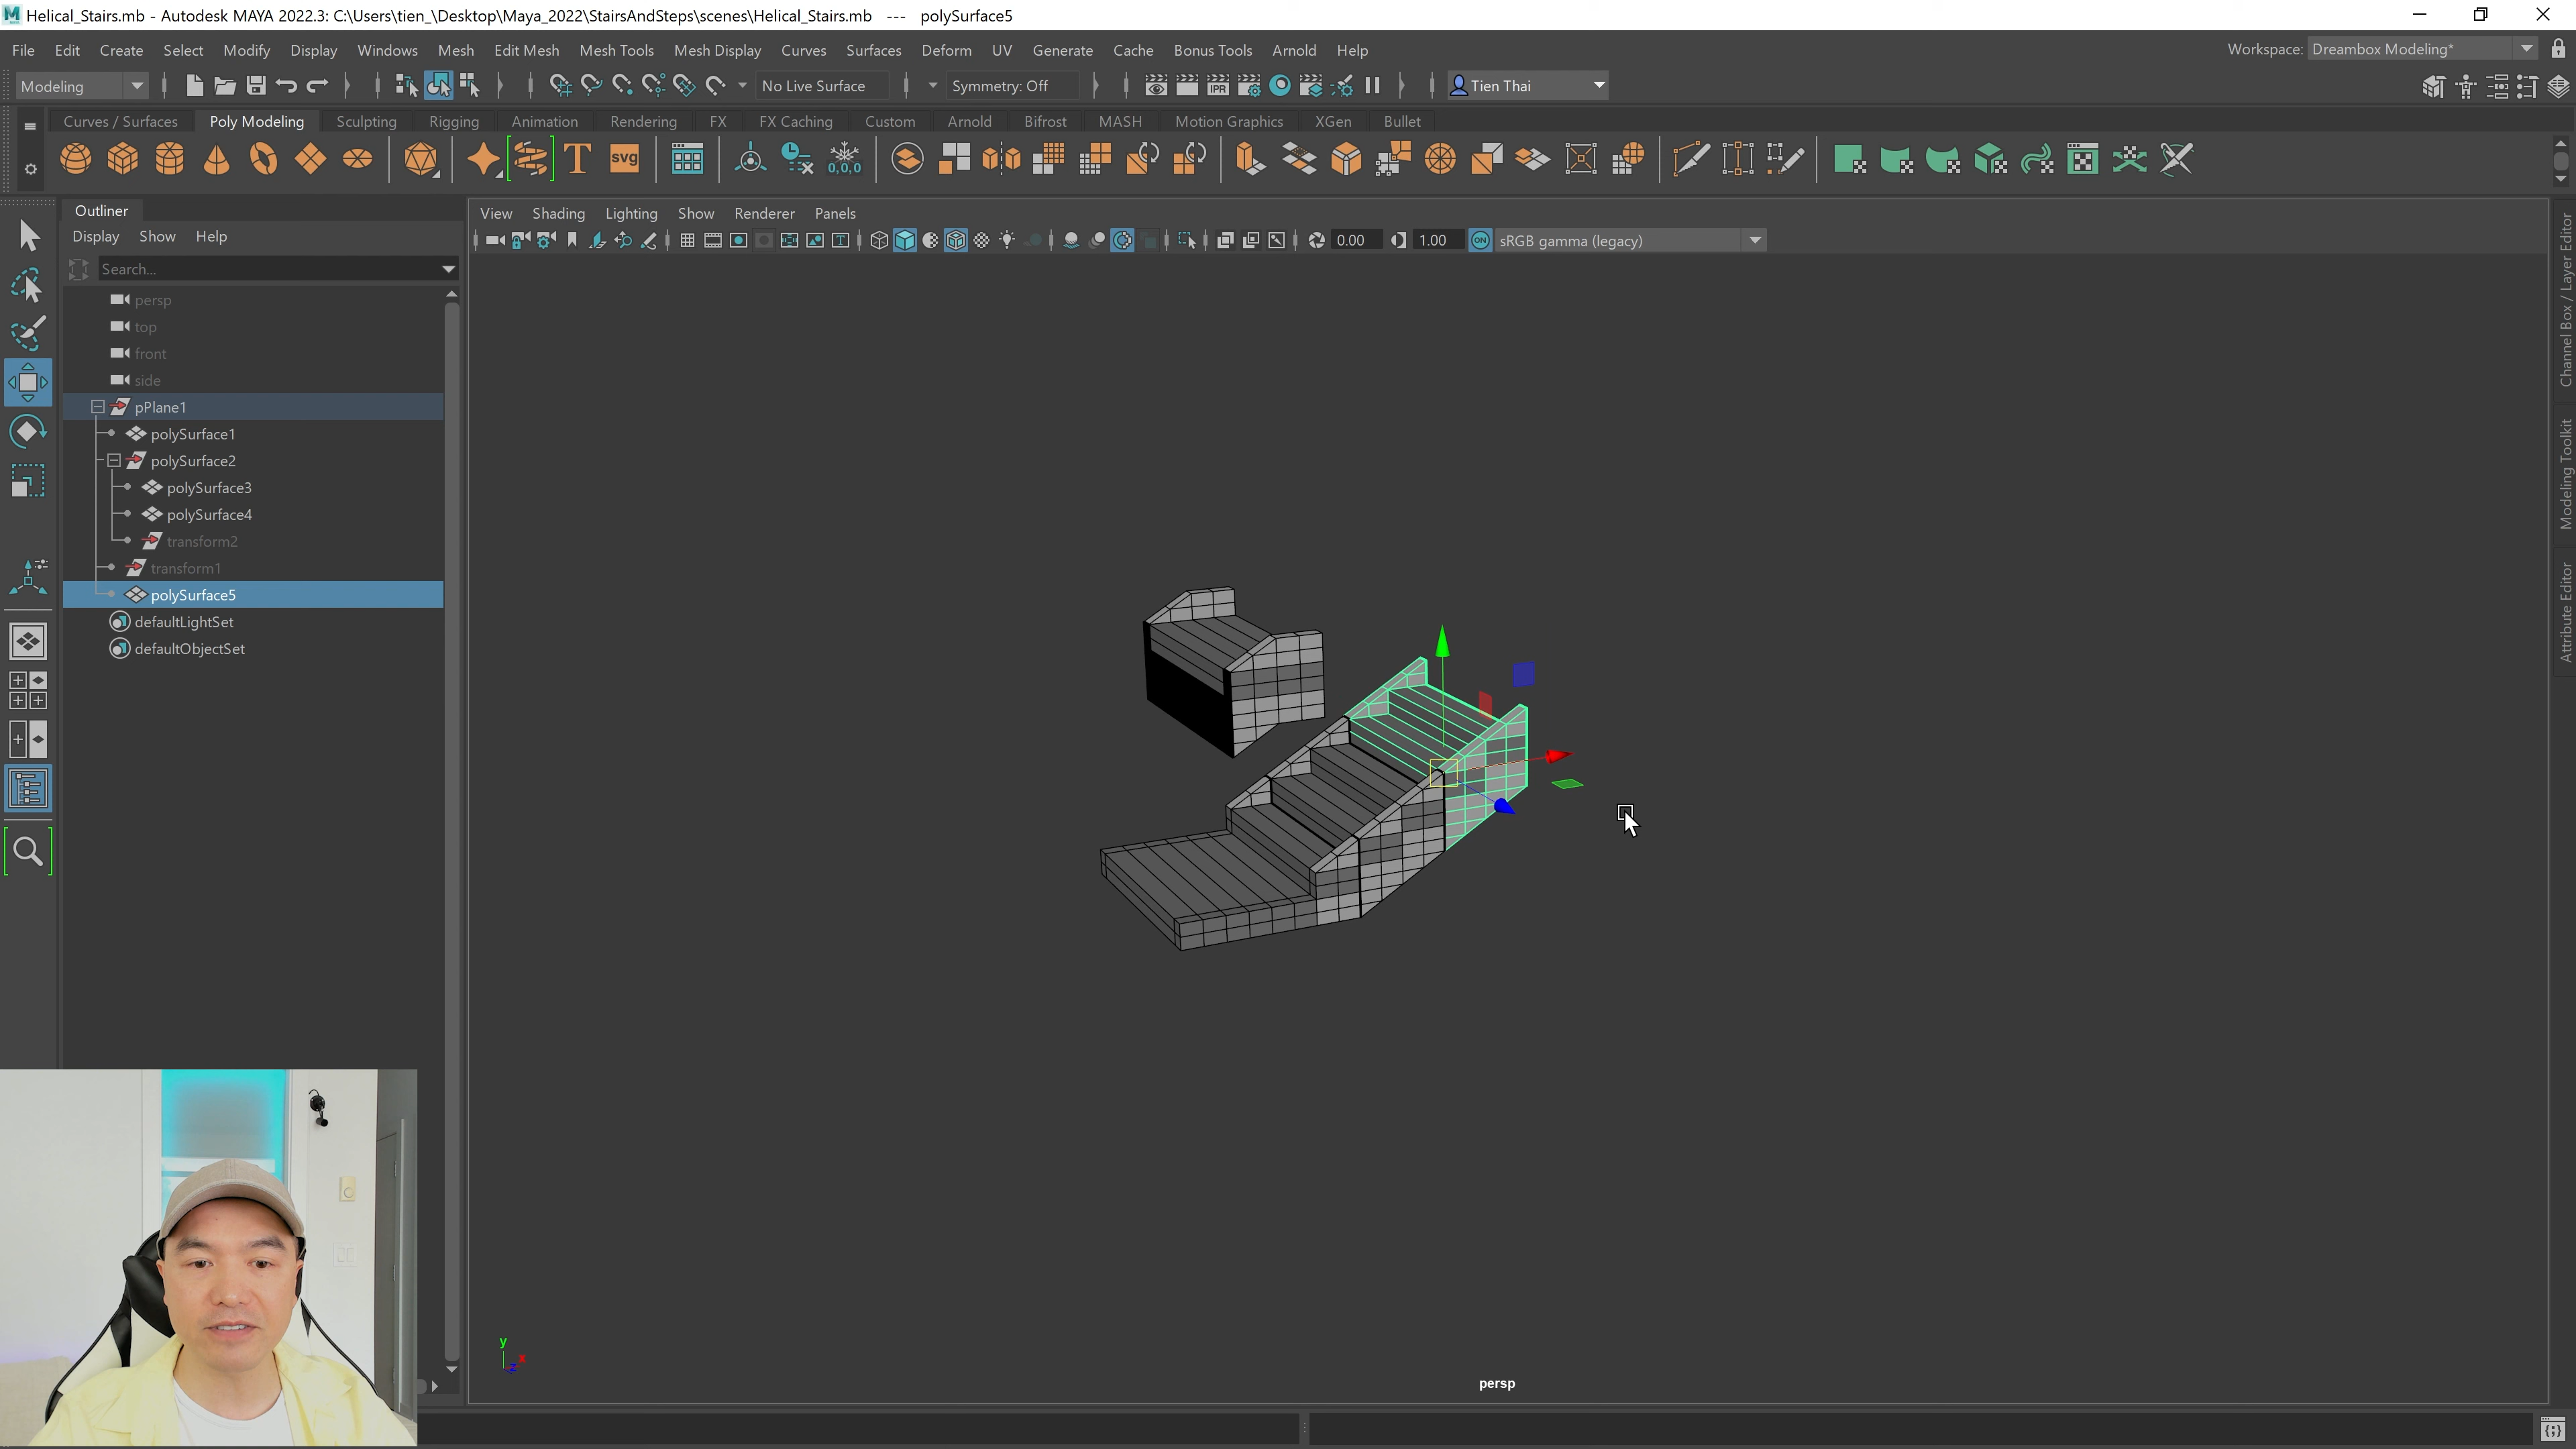 Helical_Stairs.mb - Autodesk MAYA 2022.3: C:\Users\tien_\Desktop\Maya_2022\StairsAndSteps\scenes\Helical_Stairs.mb --- polySurface5
File Edit Create Select Modify Display Windows Mesh Edit Mesh Mesh Tools Mesh Display Curves Surfaces Deform UV Generate Cache Bonus Tools Arnold Help
Workspace: Dreambox Modeling*
Modeling No Live Surface Symmetry: Off IPR Tien Thai
Curves / Surfaces Poly Modeling Sculpting Rigging Animation Rendering FX FX Caching Custom Arnold Bifrost MASH Motion Graphics XGen Bullet
T svg 0,0,0
Outliner
Display Show Help
Search...
persp
top
front
side
pPlane1
polySurface1
polySurface2
polySurface3
polySurface4
transform2
transform1
polySurface5
defaultLightSet
defaultObjectSet
View Shading Lighting Show Renderer Panels
0.00 1.00 ON sRGB gamma (legacy)
Channel Box / Layer Editor
Modeling Toolkit
Attribute Editor
y
x
z
persp